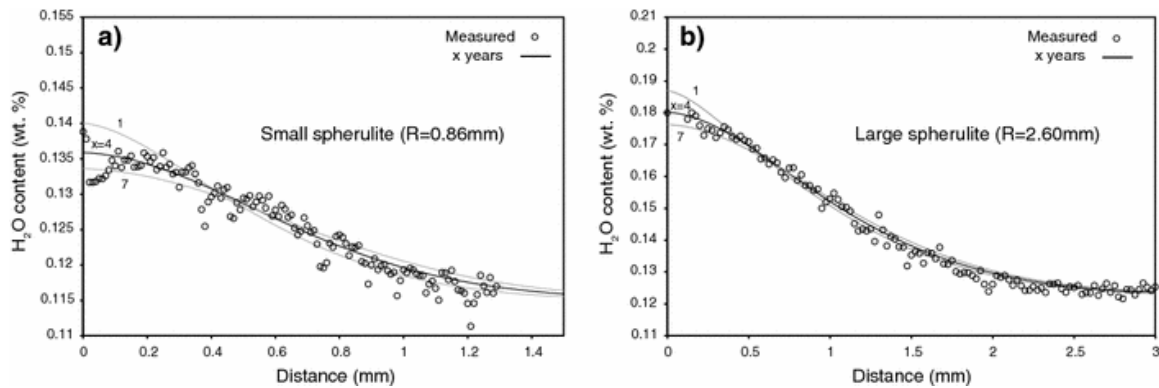 a)
Measured
x years
Small spherulite (R=0.86mm)
1
x=4
7
0.155
0.15
0.145
0.14
0.135
0.13
0.125
0.12
0.115
0.11
0 0.2 0.4 0.6 0.8 1 1.2 1.4
H2O content (wt. %)
Distance (mm)
b)
Measured
x years
Large spherulite (R=2.60mm)
1
x=4
7
0.21
0.2
0.19
0.18
0.17
0.16
0.15
0.14
0.13
0.12
0.11
0 0.5 1 1.5 2 2.5 3
H2O content (wt. %)
Distance (mm)